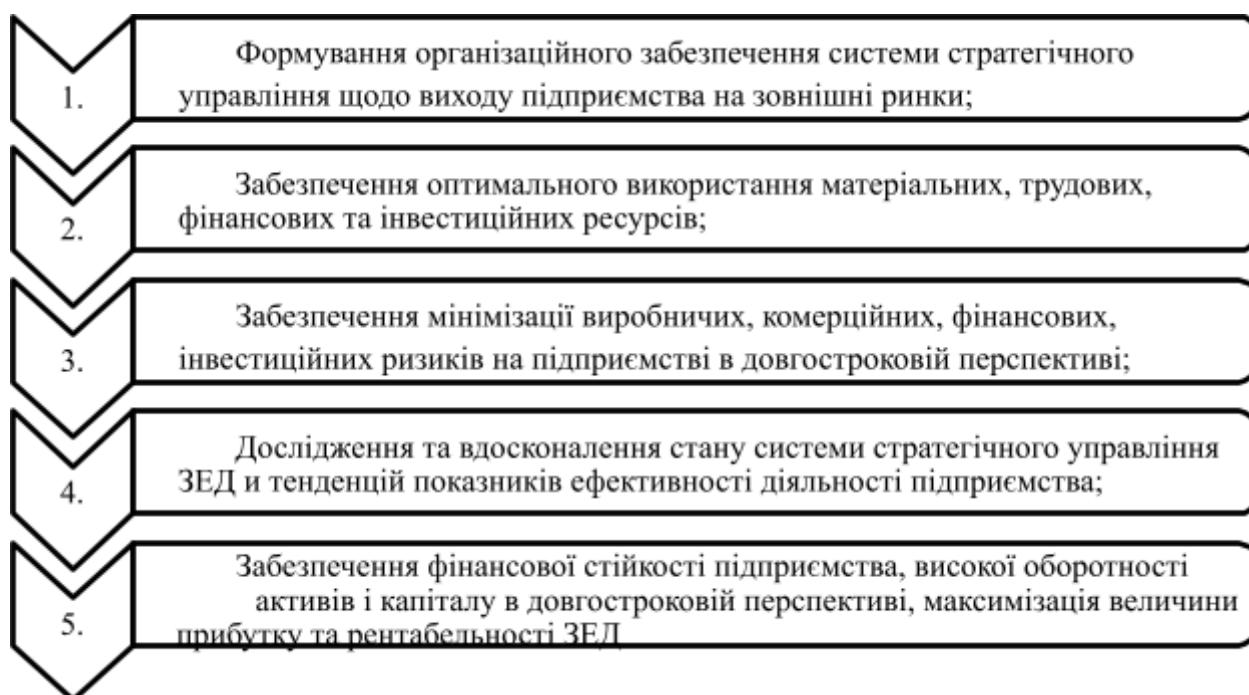 1.
Формування організаційного забезпечення системи стратегічного
управління щодо виходу підприємства на зовнішні ринки;
2.
Забезпечення оптимального використання матеріальних, трудових,
фінансових та інвестиційних ресурсів;
3.
Забезпечення мінімізації виробничих, комерційних, фінансових,
інвестиційних ризиків на підприємстві в довгостроковій перспективі;
4.
Дослідження та вдосконалення стану системи стратегічного управління
ЗЕД и тенденцій показників ефективності діяльності підприємства;
5.
Забезпечення фінансової стійкості підприємства, високої оборотності
активів і капіталу в довгостроковій перспективі, максимізація величини
прибутку та рентабельності ЗЕД